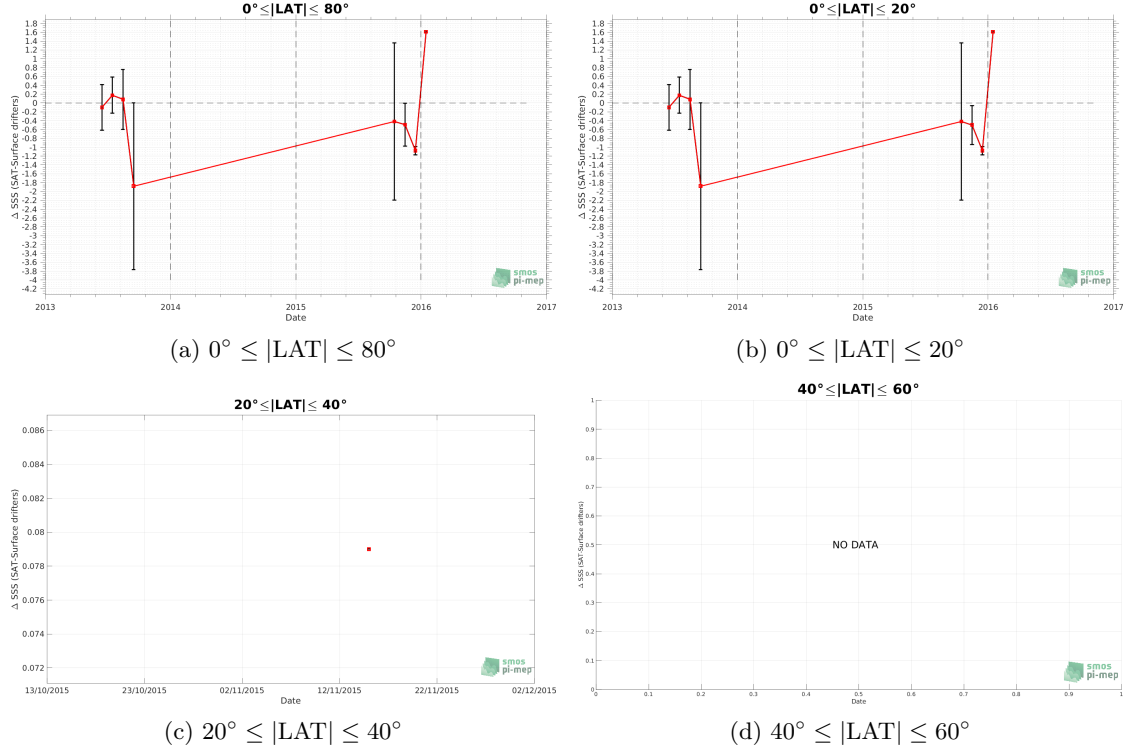 0°≤|LAT|≤ 80°
1.8
1.6
1.4
1.2
1
0.8
0.6
0.4
0.2
0
-0.2
-0.4
-0.6
-0.8
-1
-1.2
-1.4
-1.6
-1.8
-2
-2.2
-2.4
-2.6
-2.8
-3
-3.2
-3.4
-3.6
-3.8
-4
-4.2
Δ SSS (SAT-Surface drifters)
smos
pi-mep
2013 2014 2015 2016 2017
Date
(a) 0° ≤ |LAT| ≤ 80°
0°≤|LAT|≤ 20°
1.8
1.6
1.4
1.2
1
0.8
0.6
0.4
0.2
0
-0.2
-0.4
-0.6
-0.8
-1
-1.2
-1.4
-1.6
-1.8
-2
-2.2
-2.4
-2.6
-2.8
-3
-3.2
-3.4
-3.6
-3.8
-4
-4.2
Δ SSS (SAT-Surface drifters)
smos
pi-mep
2013 2014 2015 2016 2017
Date
(b) 0° ≤ |LAT| ≤ 20°
20°≤|LAT|≤ 40°
0.086
0.084
0.082
0.08
0.078
0.076
0.074
0.072
Δ SSS (SAT-Surface drifters)
smos
pi-mep
13/10/2015 23/10/2015 02/11/2015 12/11/2015 22/11/2015 02/12/2015
Date
(c) 20° ≤ |LAT| ≤ 40°
40°≤|LAT|≤ 60°
1
0.9
0.8
0.7
0.6
0.5
0.4
0.3
0.2
0.1
0
Δ SSS (SAT-Surface drifters)
NO DATA
smos
pi-mep
0 0.1 0.2 0.3 0.4 0.5 0.6 0.7 0.8 0.9 1
Date
(d) 40° ≤ |LAT| ≤ 60°